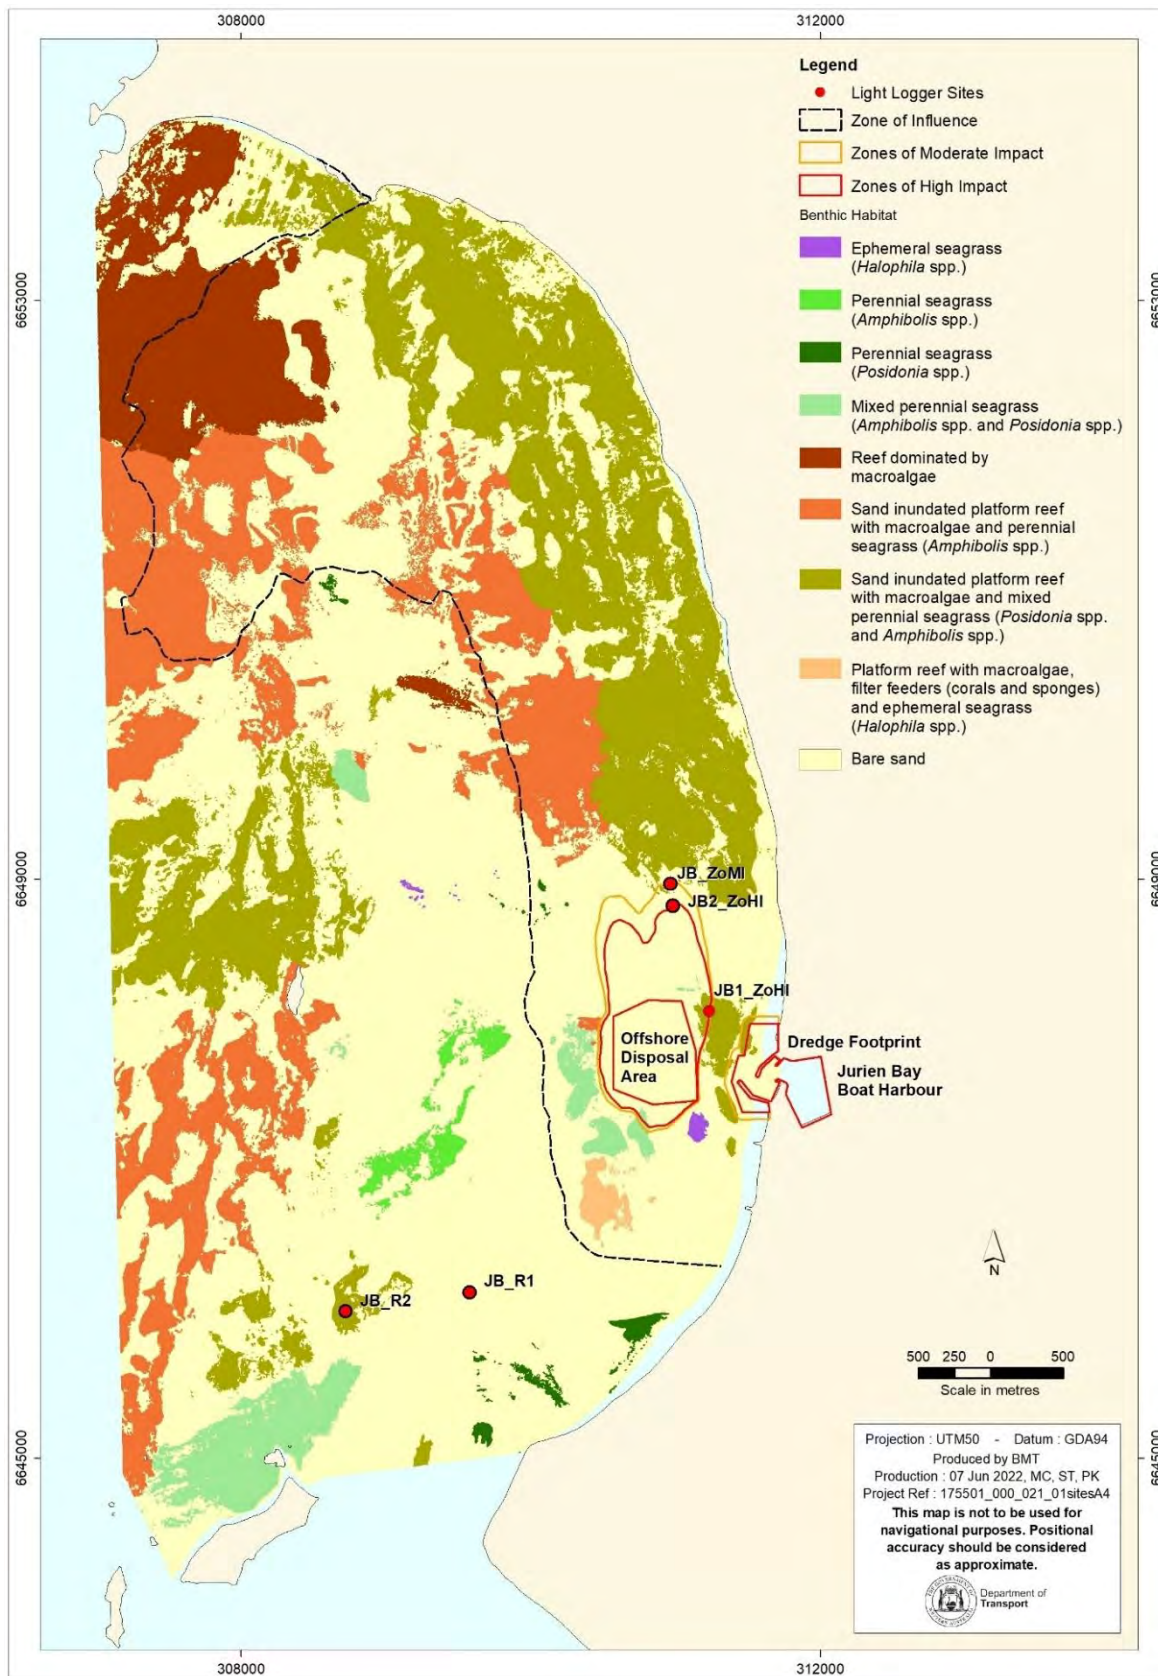 308000
312000
Legend
Light Logger Sites
Zone of Influence
Zones of Moderate Impact
Zones of High Impact
Benthic Habitat
Ephemeral seagrass
(Halophila spp.)
6653000
6653000
Perennial seagrass
(Amphibolis spp.)
Perennial seagrass
(Posidonia spp.)
Mixed perennial seagrass
(Amphibolis spp. and Posidonia spp.)
Reef dominated by
macroalgae
Sand inundated platform reef
with macroalgae and perennial
seagrass (Amphibolis spp.)
Sand inundated platform reef
with macroalgae and mixed
perennial seagrass (Posidonia spp.
and Amphibolis spp.)
Platform reef with macroalgae,
filter feeders (corals and sponges)
and ephemeral seagrass
(Halophila spp.)
Bare sand
6649000
6649000
JB_ZoMI
JB2_ZoHI
JB1_ZoHI
Offshore
Disposal
Area
Dredge Footprint
Jurien Bay
Boat Harbour
N
JB_R1
JB_R2
500 250 0 500
Scale in metres
6645000
6645000
Projection : UTM50 - Datum : GDA94
Produced by BMT
Production : 07 Jun 2022, MC, ST, PK
Project Ref : 175501_000_021_01sitesA4
This map is not to be used for
navigational purposes. Positional
accuracy should be considered
as approximate.
THE GOVERNMENT OF
WESTERN AUSTRALIA
Department of
Transport
308000
312000